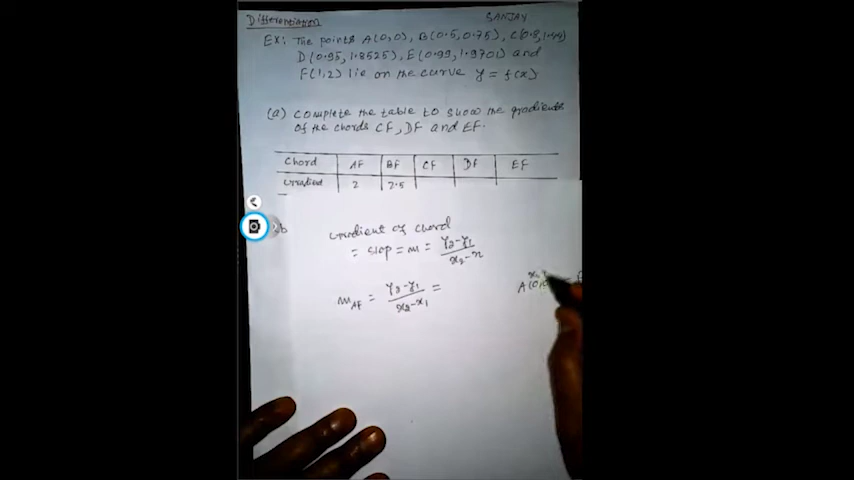 Differentiation SANJAY
Ex: The points A(0,0), B(0.5,0.75), C(0.8,1.44)
D(0.95,1.8525), E(0.99,1.9701) and
F(1,2) lie on the curve y = f(x)
(a) complete the table to show the gradients
of the chords CF, DF and EF.
Chord AF BF CF DF EF
Gradient 2 2.5
Gradient of chord
= slop = m = y2-y1 / x2-x1
mAF = y2-y1 / x2-x1 =
A(0,0